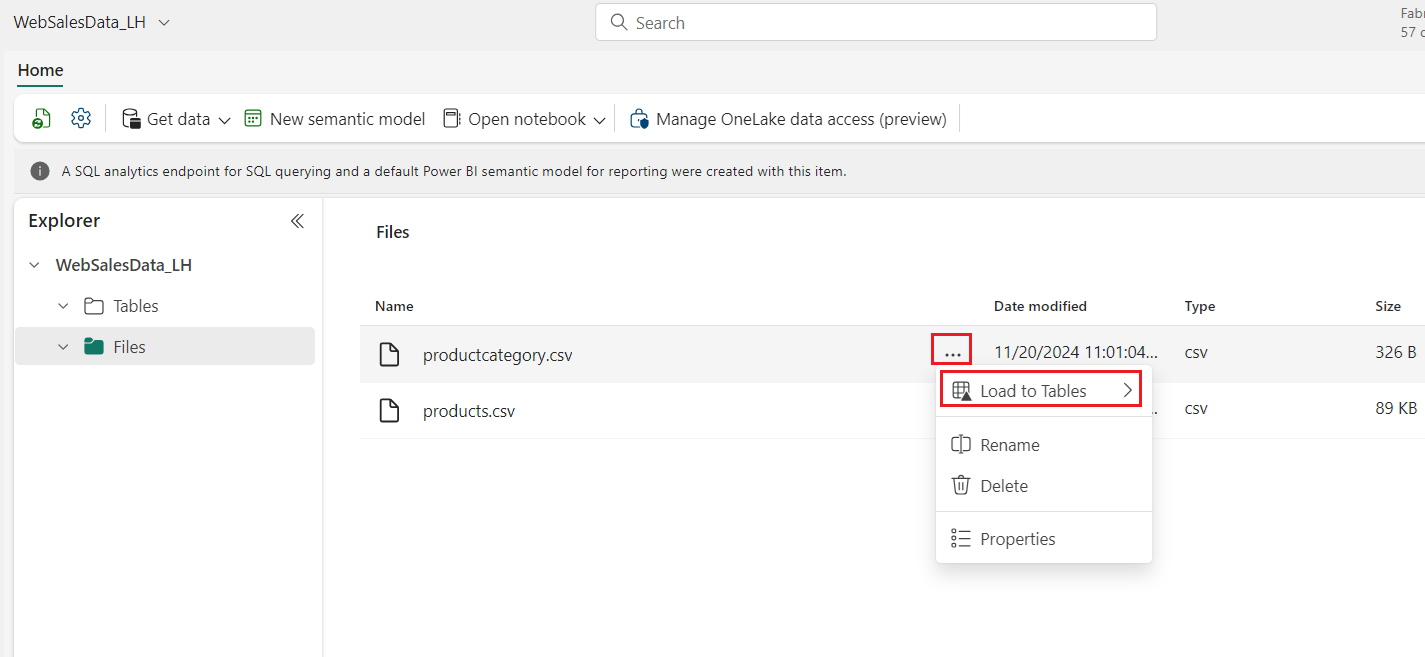 WebSalesData_LH
Search
Fabr
57 d
Home
Get data
New semantic model
Open notebook
Manage OneLake data access (preview)
A SQL analytics endpoint for SQL querying and a default Power BI semantic model for reporting were created with this item.
Explorer
WebSalesData_LH
Tables
Files
Files
Name Date modified Type Size
productcategory.csv ... 11/20/2024 11:01:04... csv 326 B
products.csv csv 89 KB
Load to Tables
Rename
Delete
Properties